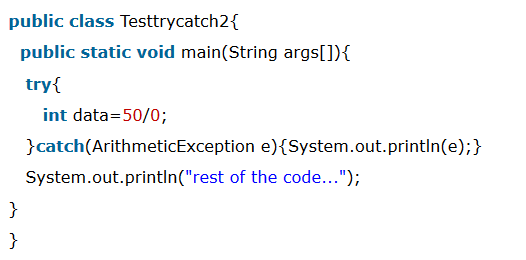 public class Testtrycatch2{
public static void main(String args[]){
try{
int data=50/0;
}catch(ArithmeticException e){System.out.println(e);}
System.out.println("rest of the code...");
}
}